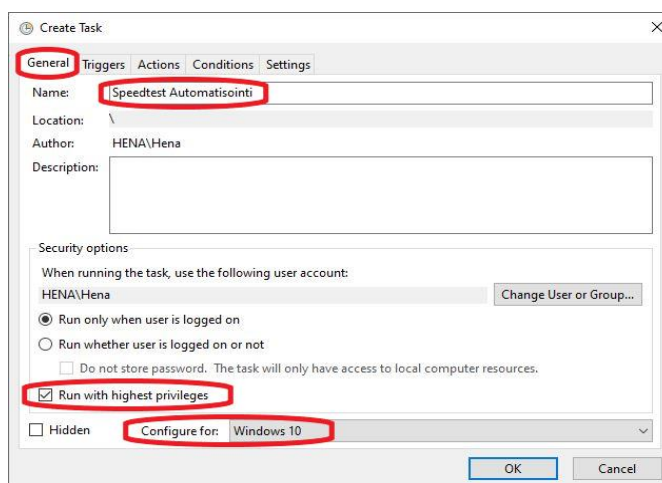 Create Task
General Triggers Actions Conditions Settings
Name: Speedtest Automatisointi
Location: \
Author: HENA\Hena
Description:
Security options
When running the task, use the following user account:
HENA\Hena Change User or Group...
Run only when user is logged on
Run whether user is logged on or not
Do not store password. The task will only have access to local computer resources.
Run with highest privileges
Hidden Configure for: Windows 10
OK Cancel